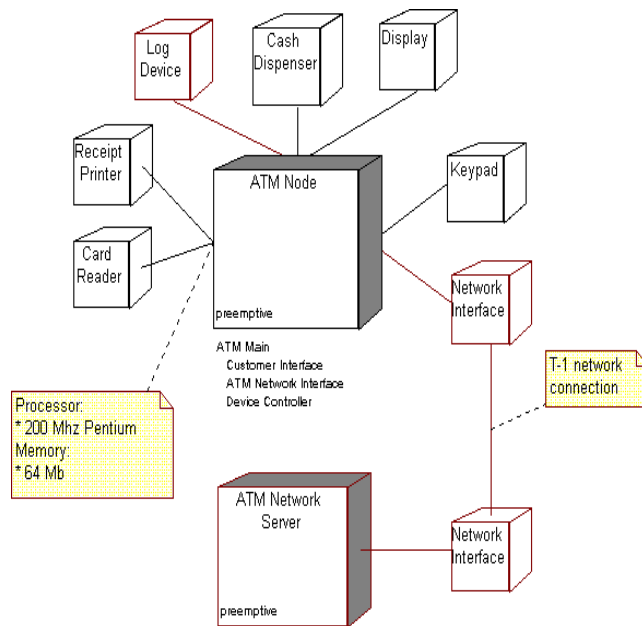 Log
Device
Cash
Dispenser
Display
Receipt
Printer
ATM Node
Keypad
Card
Reader
Network
Interface
preemptive
ATM Main
Customer Interface
ATM Network Interface
Device Controller
T-1 network
connection
Processor:
* 200 Mhz Pentium
Memory:
* 64 Mb
ATM Network
Server
Network
Interface
preemptive